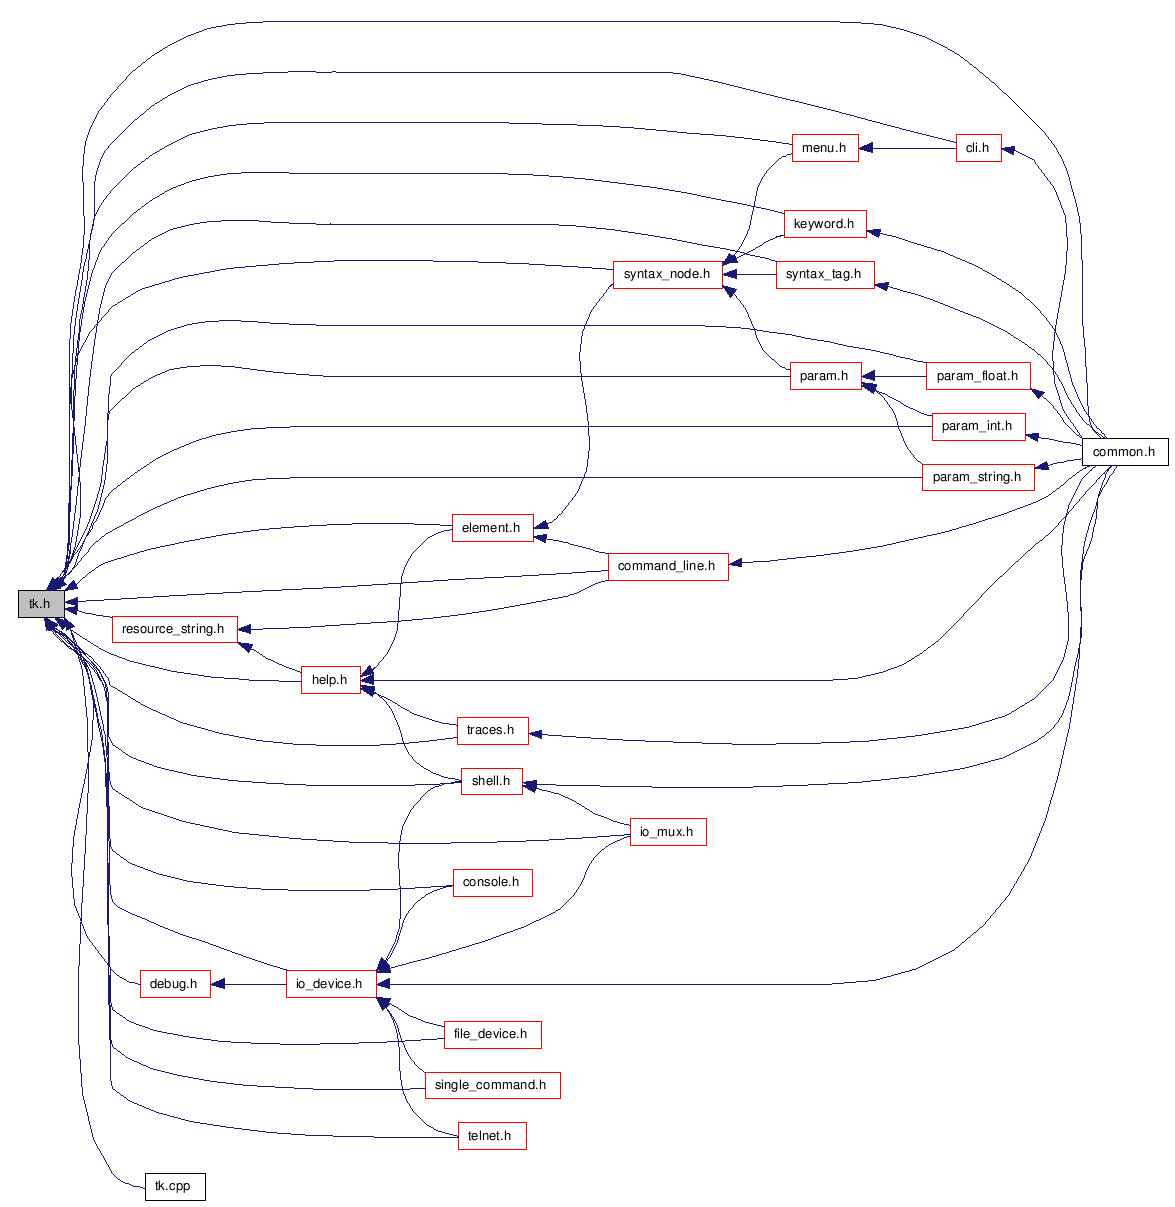 menu.h
cli.h
keyword.h
syntax_node.h
syntax_tag.h
param.h
param_float.h
param_int.h
common.h
param_string.h
element.h
command_line.h
tk.h
resource_string.h
help.h
traces.h
shell.h
io_mux.h
console.h
debug.h
io_device.h
file_device.h
single_command.h
telnet.h
tk.cpp